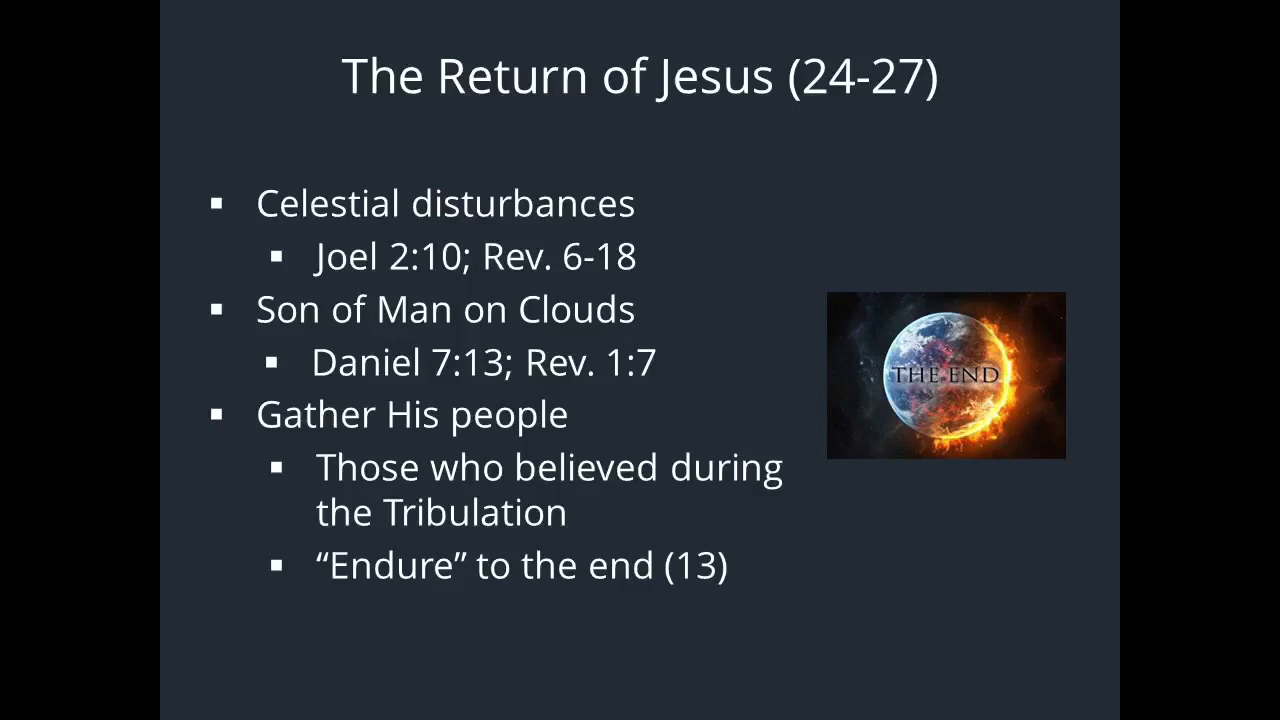 The Return of Jesus (24-27)
▪ Celestial disturbances
▪ Joel 2:10; Rev. 6-18
▪ Son of Man on Clouds
▪ Daniel 7:13; Rev. 1:7
▪ Gather His people
▪ Those who believed during
the Tribulation
▪ “Endure” to the end (13)
THE END